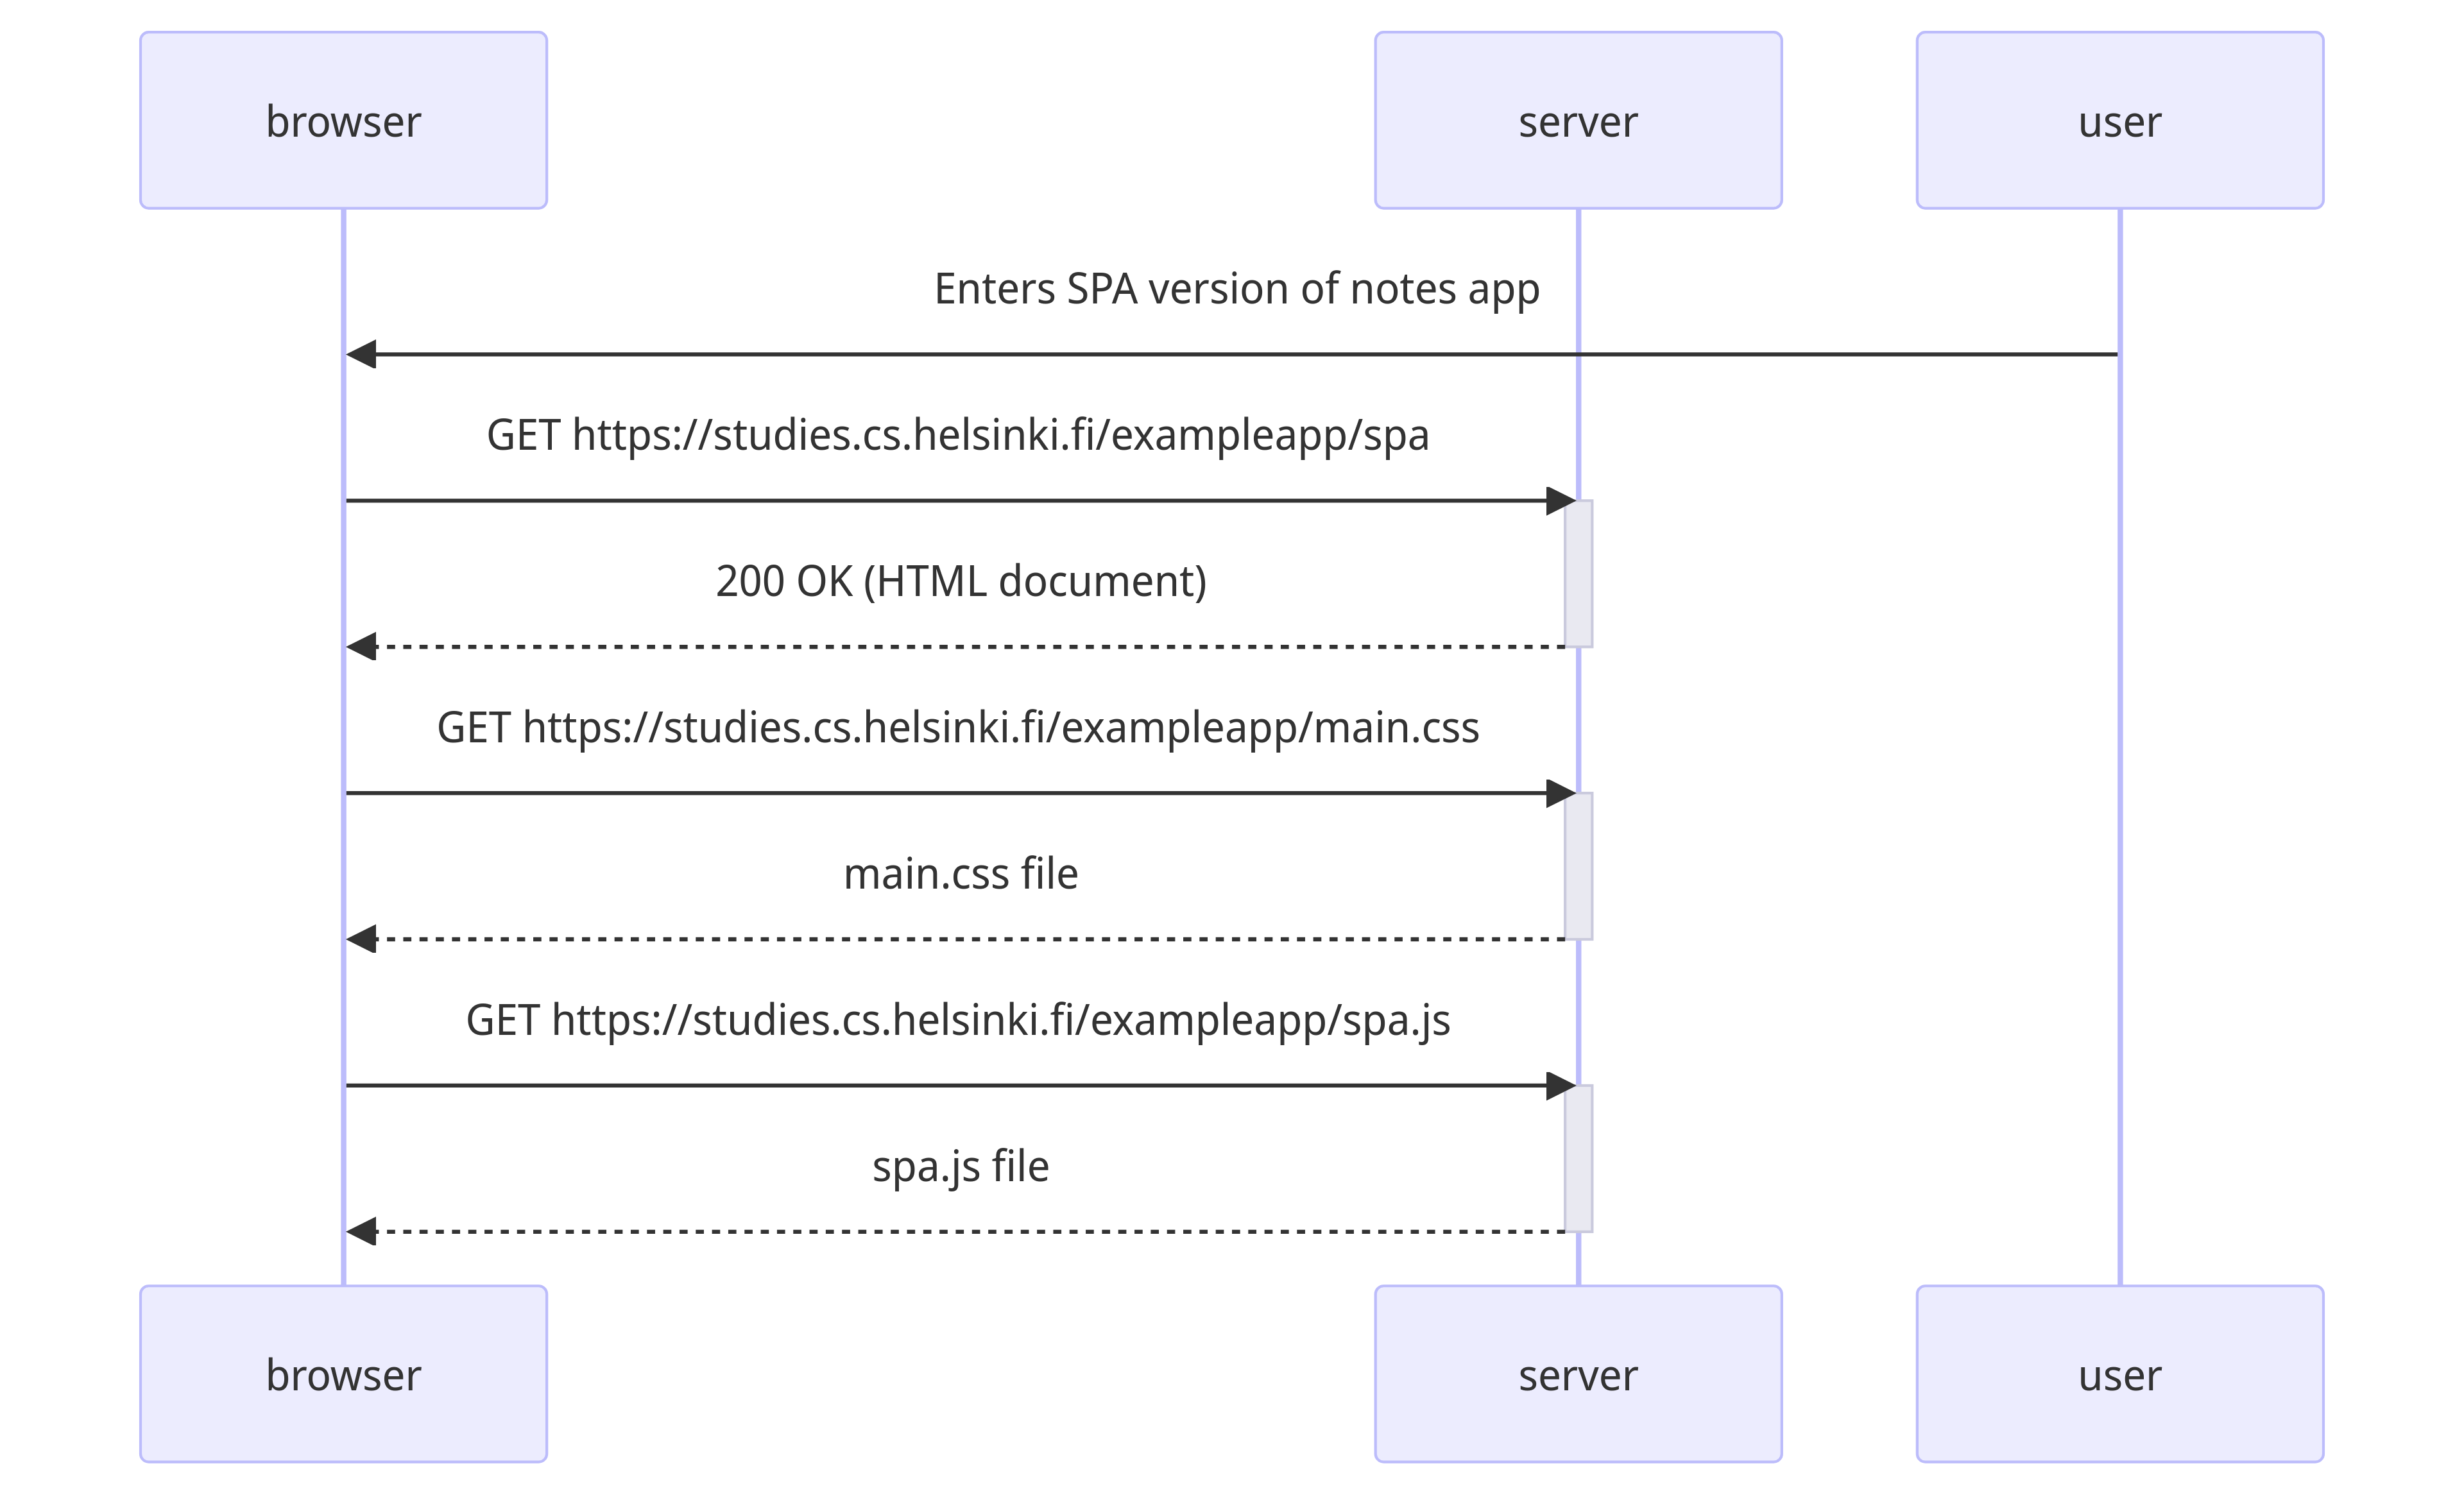 browser
server
user
Enters SPA version of notes app
GET https://studies.cs.helsinki.fi/exampleapp/spa
200 OK (HTML document)
GET https://studies.cs.helsinki.fi/exampleapp/main.css
main.css file
GET https://studies.cs.helsinki.fi/exampleapp/spa.js
spa.js file
browser
server
user